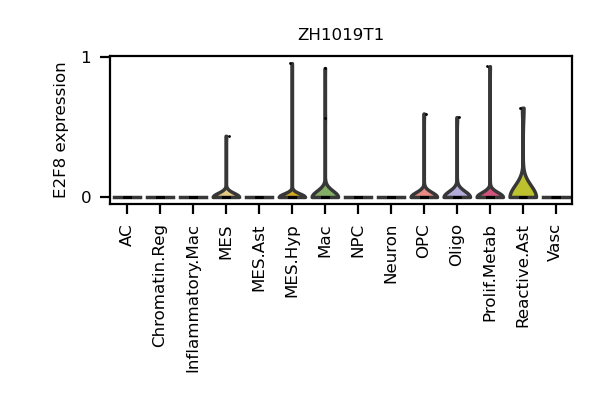 ZH1019T1
1
0
E2F8 expression
AC
Chromatin.Reg
Inflammatory.Mac
MES
MES.Ast
MES.Hyp
Mac
NPC
Neuron
OPC
Oligo
Prolif.Metab
Reactive.Ast
Vasc